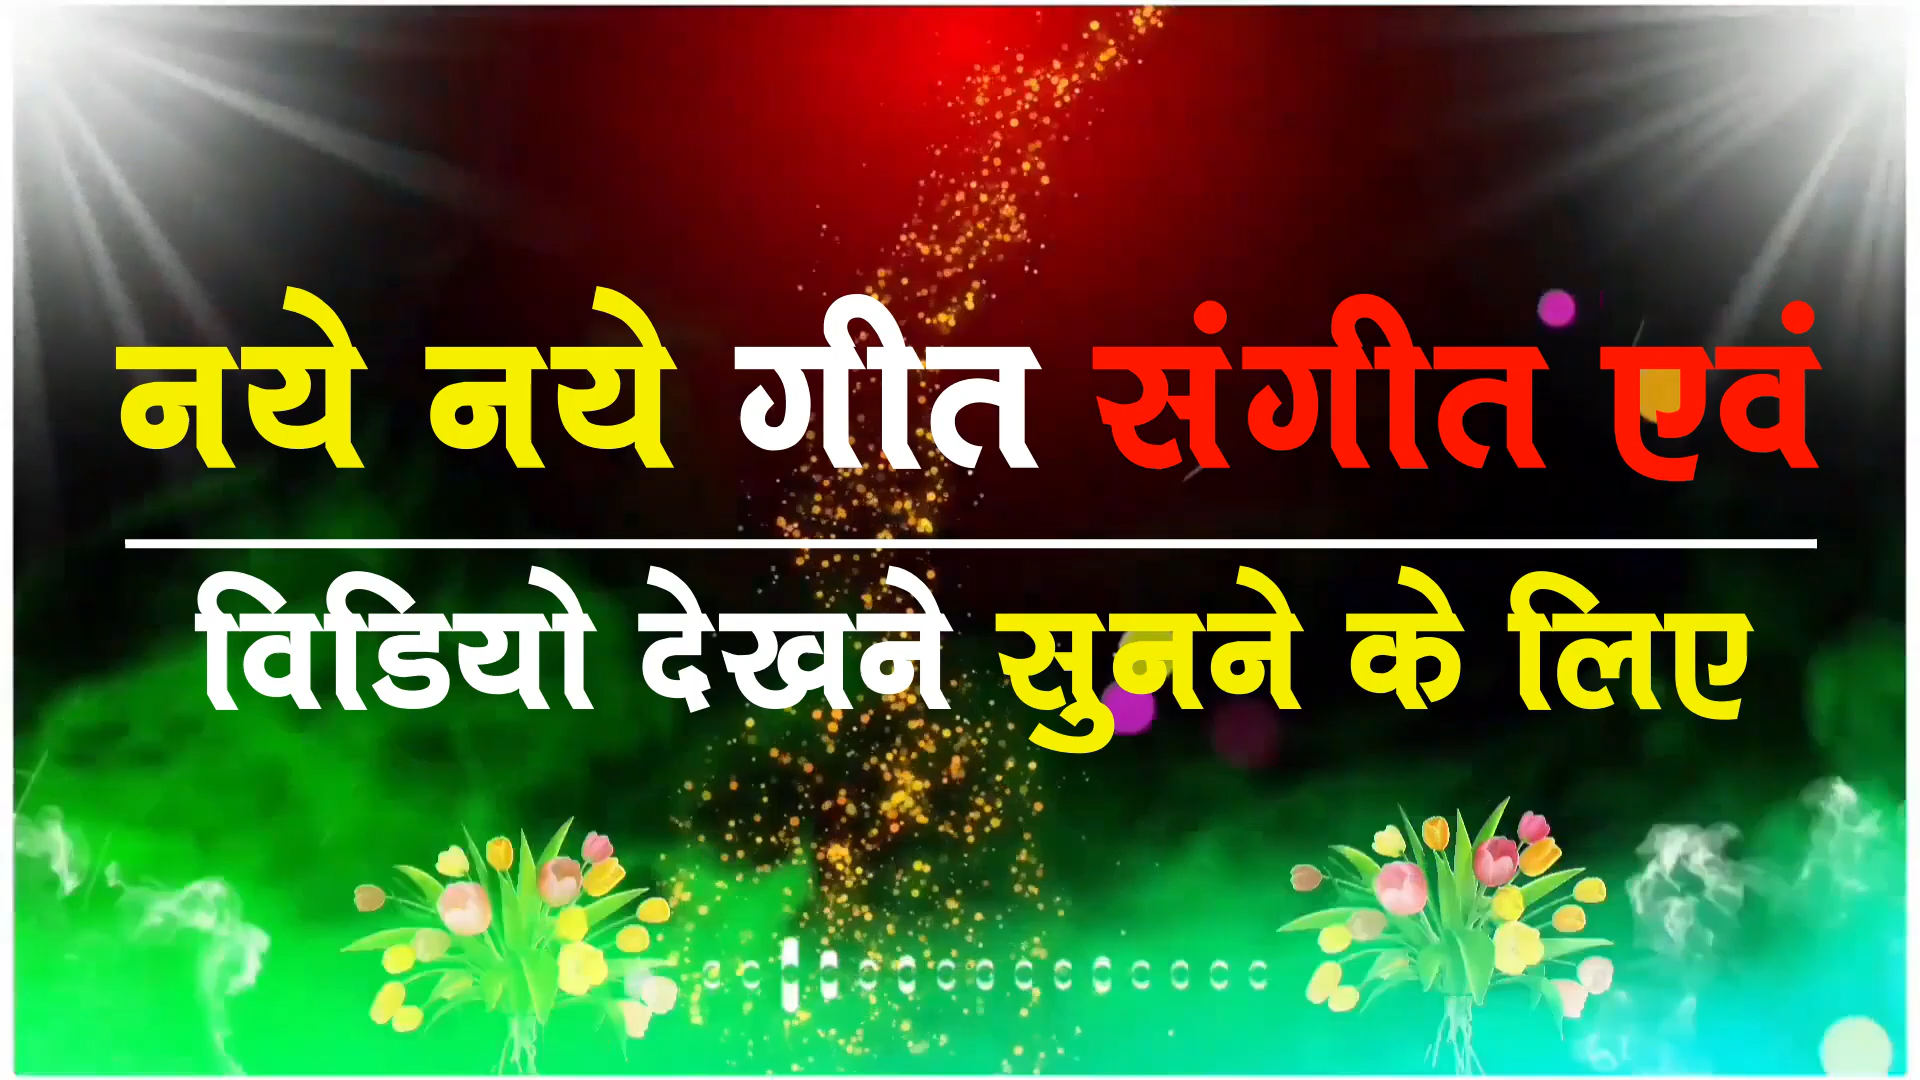 नये नये गीत संगीत एवं
विडियो देखने सुनने के लिए